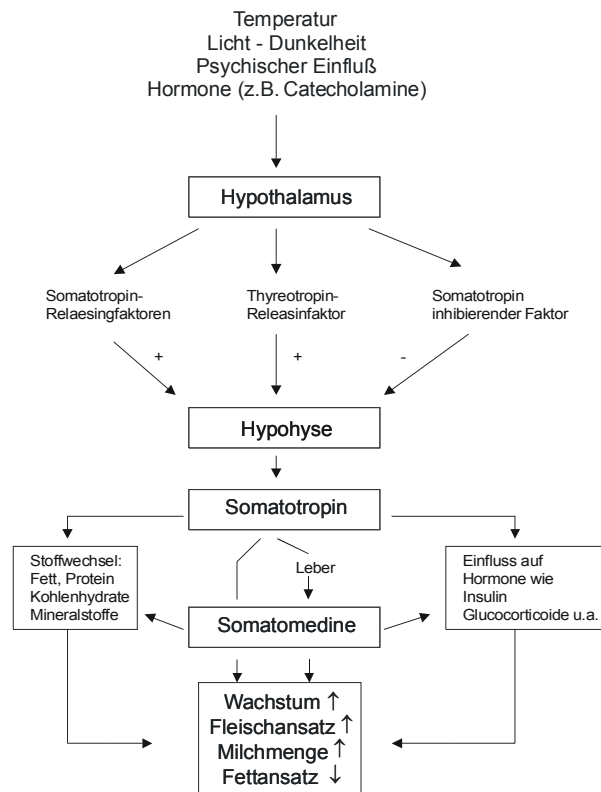 Temperatur
Licht - Dunkelheit
Psychischer Einfluß
Hormone (z.B. Catecholamine)
Hypothalamus
Somatotropin-
Relaesingfaktoren
Thyreotropin-
Releasinfaktor
Somatotropin
inhibierender Faktor
+
+
-
Hypohyse
Somatotropin
Stoffwechsel:
Fett, Protein
Kohlenhydrate
Mineralstoffe
Leber
Einfluss auf
Hormone wie
Insulin
Glucocorticoide u.a.
Somatomedine
Wachstum ↑
Fleischansatz ↑
Milchmenge ↑
Fettansatz ↓